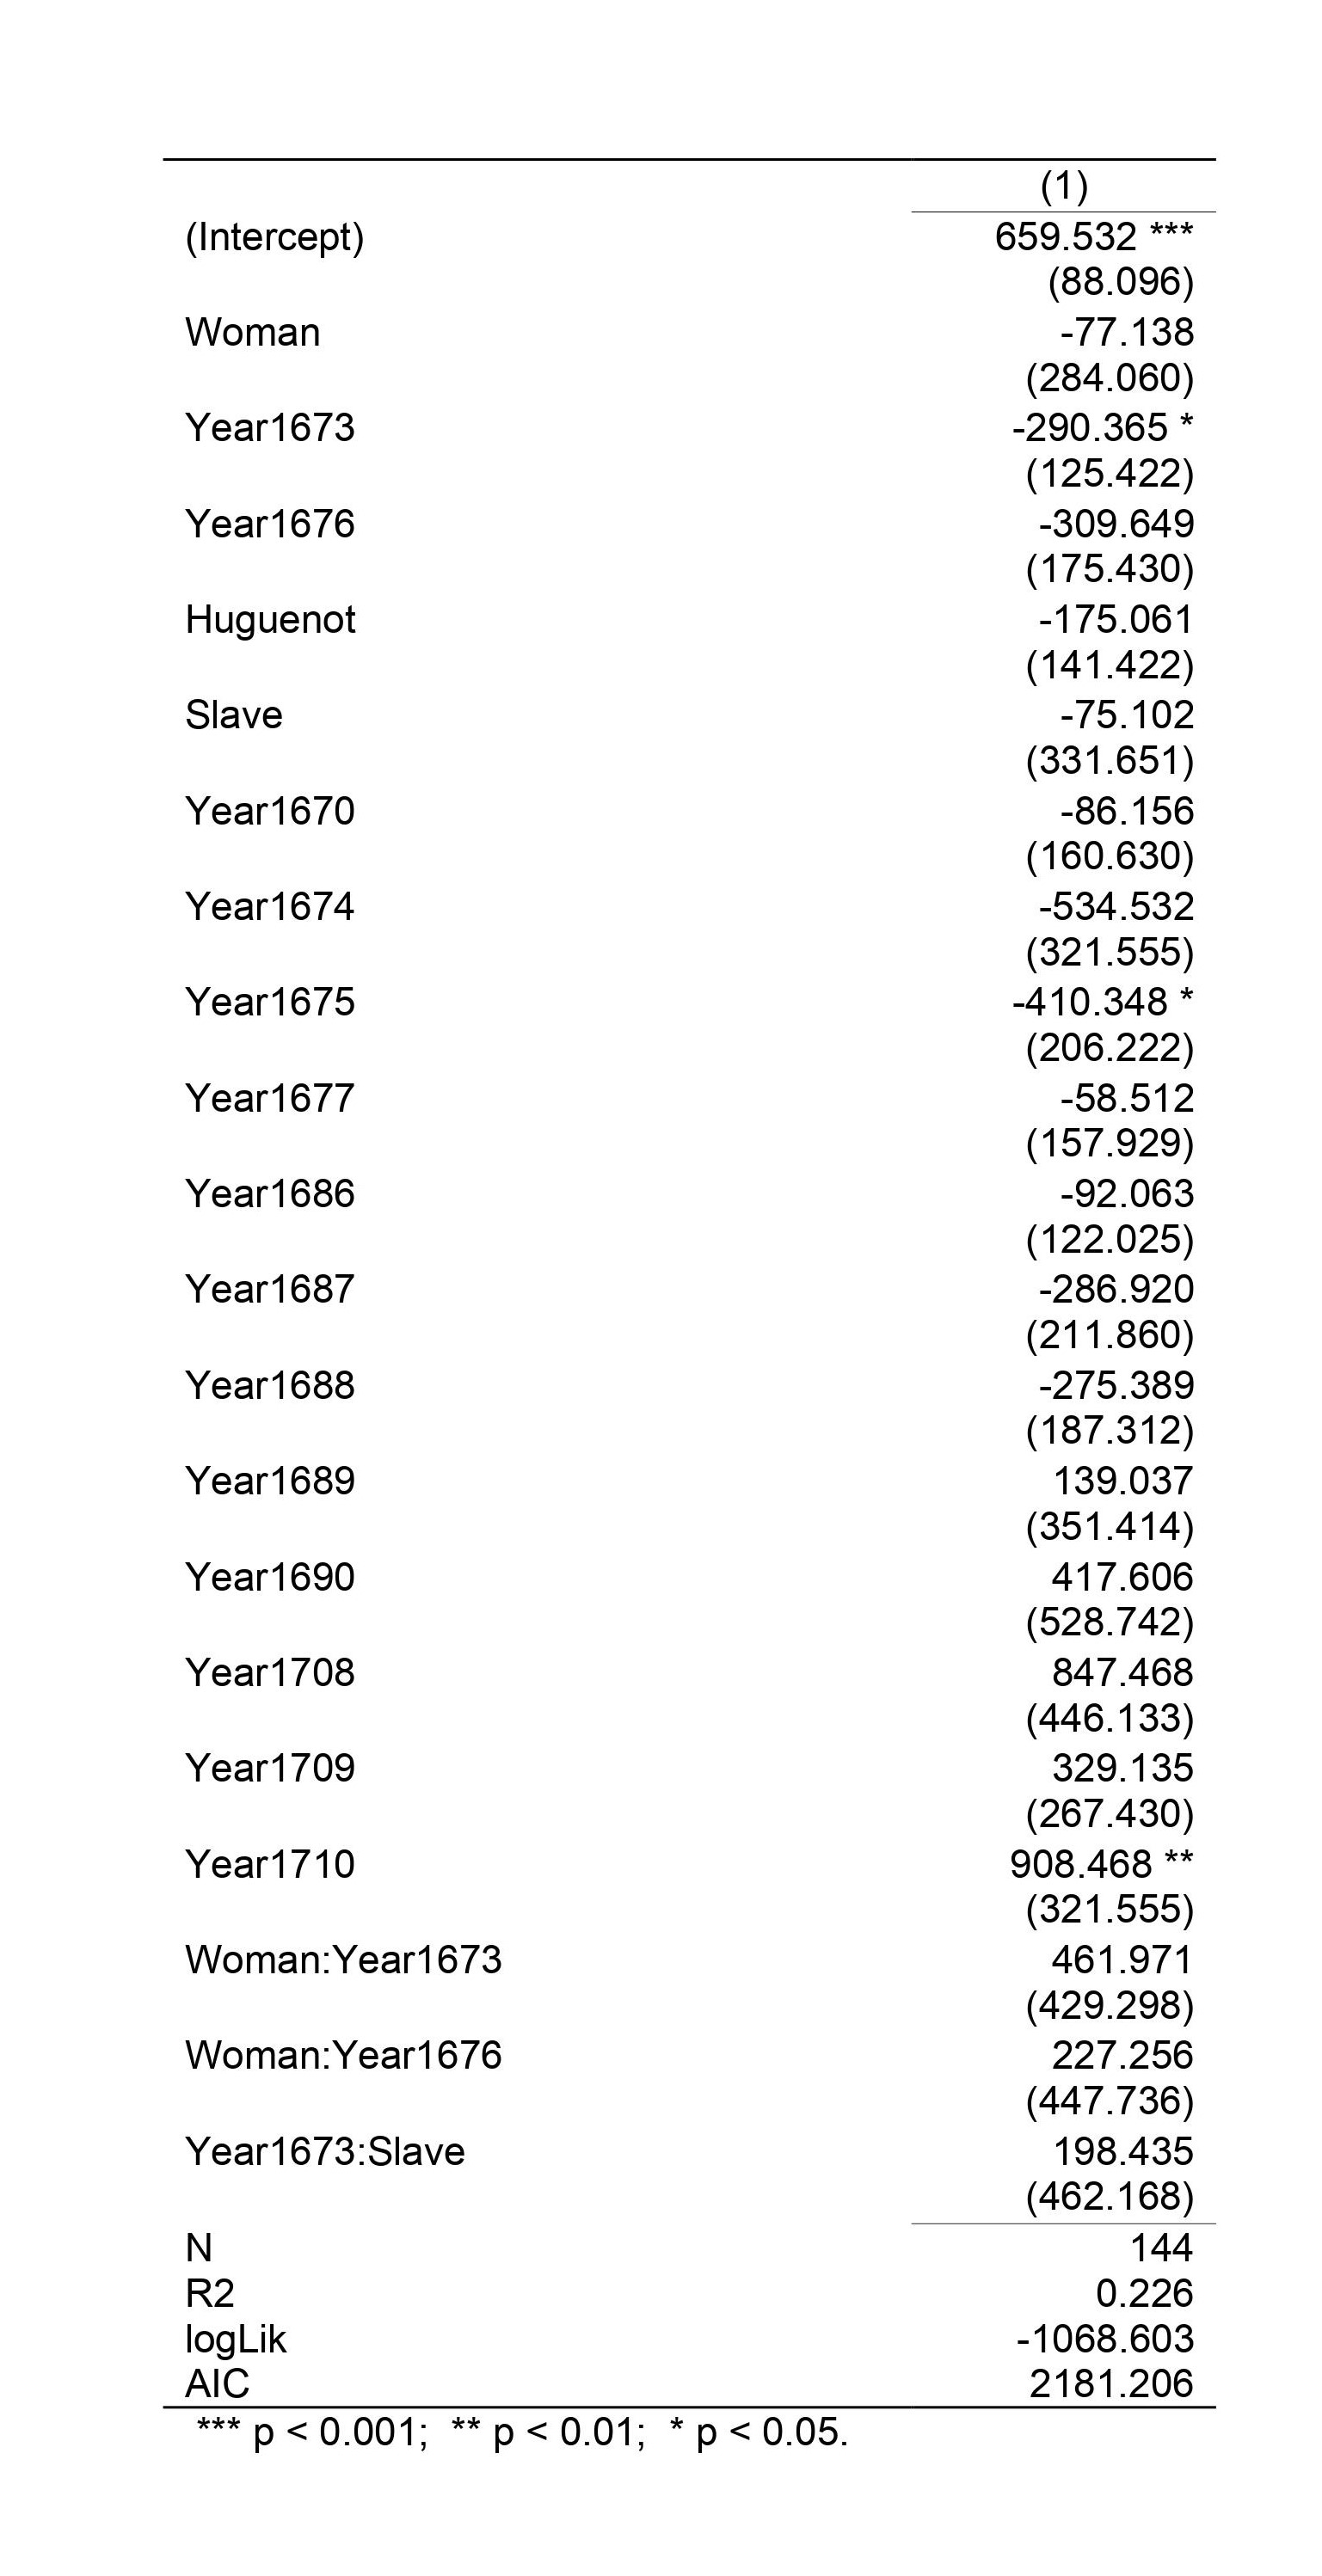 (1)
(Intercept) 659.532 ***
(88.096)
Woman -77.138
(284.060)
Year1673 -290.365 *
(125.422)
Year1676 -309.649
(175.430)
Huguenot -175.061
(141.422)
Slave -75.102
(331.651)
Year1670 -86.156
(160.630)
Year1674 -534.532
(321.555)
Year1675 -410.348 *
(206.222)
Year1677 -58.512
(157.929)
Year1686 -92.063
(122.025)
Year1687 -286.920
(211.860)
Year1688 -275.389
(187.312)
Year1689 139.037
(351.414)
Year1690 417.606
(528.742)
Year1708 847.468
(446.133)
Year1709 329.135
(267.430)
Year1710 908.468 **
(321.555)
Woman:Year1673 461.971
(429.298)
Woman:Year1676 227.256
(447.736)
Year1673:Slave 198.435
(462.168)
N 144
R2 0.226
logLik -1068.603
AIC 2181.206
*** p < 0.001; ** p < 0.01; * p < 0.05.